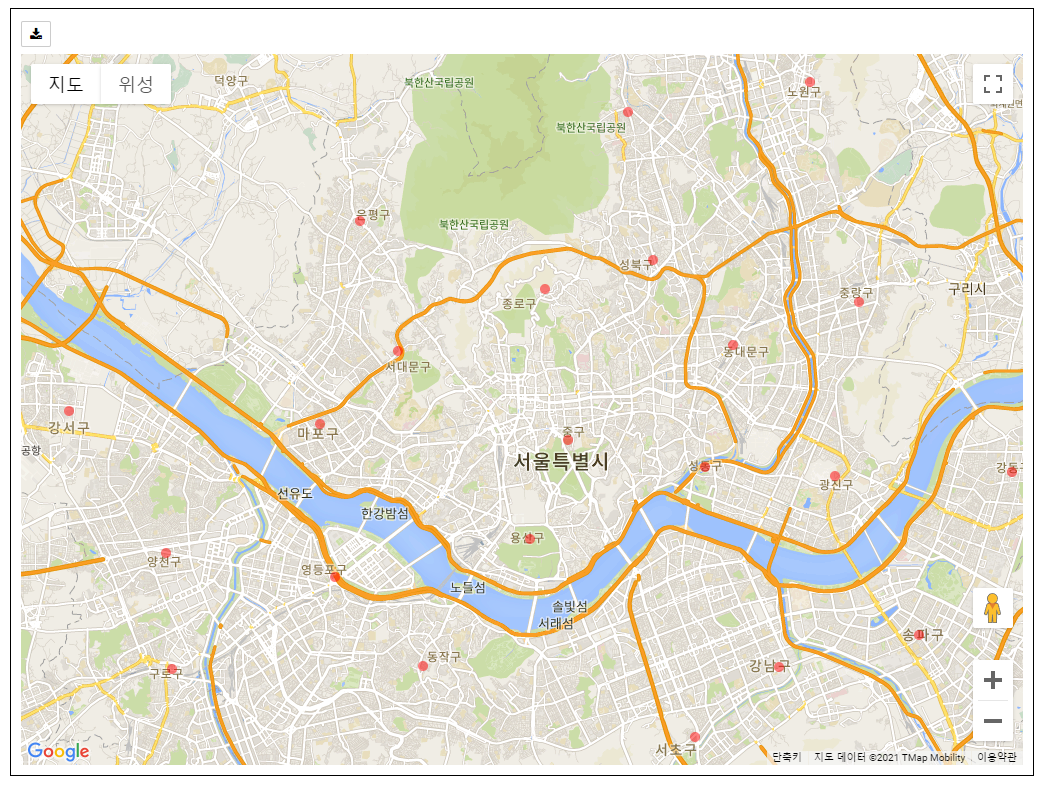 지도 위성
덕양구
북한산국립공원
노원구
북한산국립공원
은평구
북한산국립공원
성북구
구리시
중랑구
종로구
동대문구
서대문구
강서구
마포구
중구
공항
서울특별시
성동구
강동구
광진구
선유도
한강밤섬
용산구
양천구
영등포구
노들섬
솔빛섬
서래섬
송파구
동작구
강남구
구로구
서초구
Google
단축키 지도 데이터 ©2021 TMap Mobility 이용약관